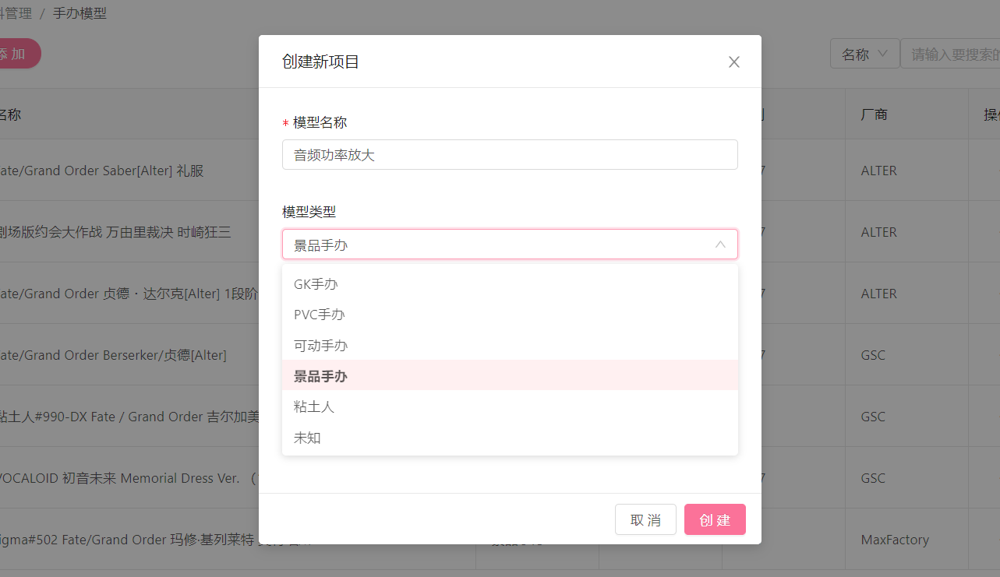 料管理 / 手办模型
添 加
名称
请输入要搜索的
创建新项目
* 模型名称
音频功率放大
模型类型
景品手办
GK手办
PVC手办
可动手办
景品手办
粘土人
未知
取 消
创 建
名称
厂商
操作
ate/Grand Order Saber[Alter] 礼服
7
ALTER
剧场版约会大作战 万由里裁决 时崎狂三
7
ALTER
ate/Grand Order 贞德・达尔克[Alter] 1段阶
7
ALTER
ate/Grand Order Berserker/贞德[Alter]
7
GSC
粘土人#990-DX Fate / Grand Order 吉尔加美
GSC
VOCALOID 初音未来 Memorial Dress Ver. （
7
GSC
igma#502 Fate/Grand Order 玛修·基列莱特
MaxFactory